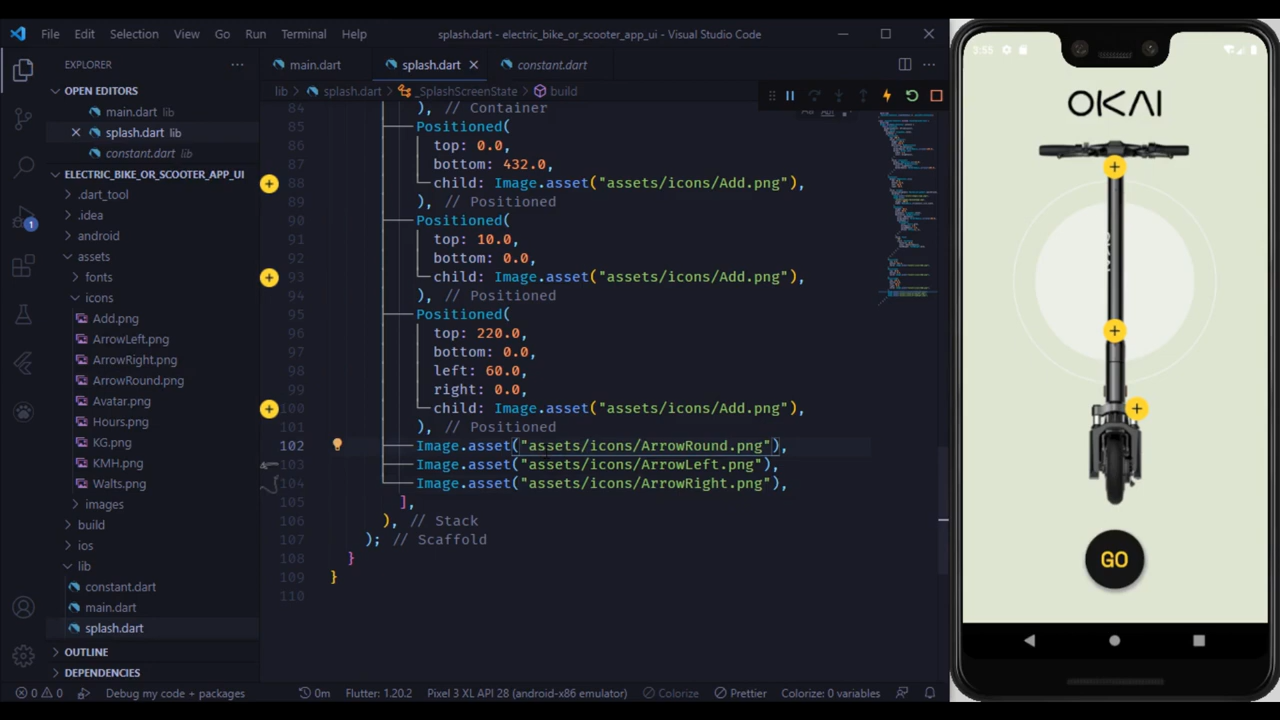 File Edit Selection View Go Run Terminal Help
splash.dart - electric_bike_or_scooter_app_ui - Visual Studio Code
EXPLORER
OPEN EDITORS
main.dart lib
splash.dart lib
constant.dart lib
ELECTRIC_BIKE_OR_SCOOTER_APP_UI
.dart_tool
.idea
android
assets
fonts
icons
Add.png
ArrowLeft.png
ArrowRight.png
ArrowRound.png
Avatar.png
Hours.png
KG.png
KMH.png
Walts.png
images
build
ios
lib
constant.dart
main.dart
splash.dart
OUTLINE
DEPENDENCIES
1
main.dart splash.dart constant.dart
lib splash.dart _SplashScreenState build
84 ), // Container
85 Positioned(
86 top: 0.0,
87 bottom: 432.0,
88 child: Image.asset("assets/icons/Add.png"),
89 ), // Positioned
90 Positioned(
91 top: 10.0,
92 bottom: 0.0,
93 child: Image.asset("assets/icons/Add.png"),
94 ), // Positioned
95 Positioned(
96 top: 220.0,
97 bottom: 0.0,
98 left: 60.0,
99 right: 0.0,
100 child: Image.asset("assets/icons/Add.png"),
101 ), // Positioned
102 Image.asset("assets/icons/ArrowRound.png"),
103 Image.asset("assets/icons/ArrowLeft.png"),
104 Image.asset("assets/icons/ArrowRight.png"),
105 ],
106 ), // Stack
107 ); // Scaffold
108 }
109 }
110
0 0 Debug my code + packages 0m Flutter: 1.20.2 Pixel 3 XL API 28 (android-x86 emulator) Colorize Prettier Colorize: 0 variables
3:55
OKAI
OKAI
GO